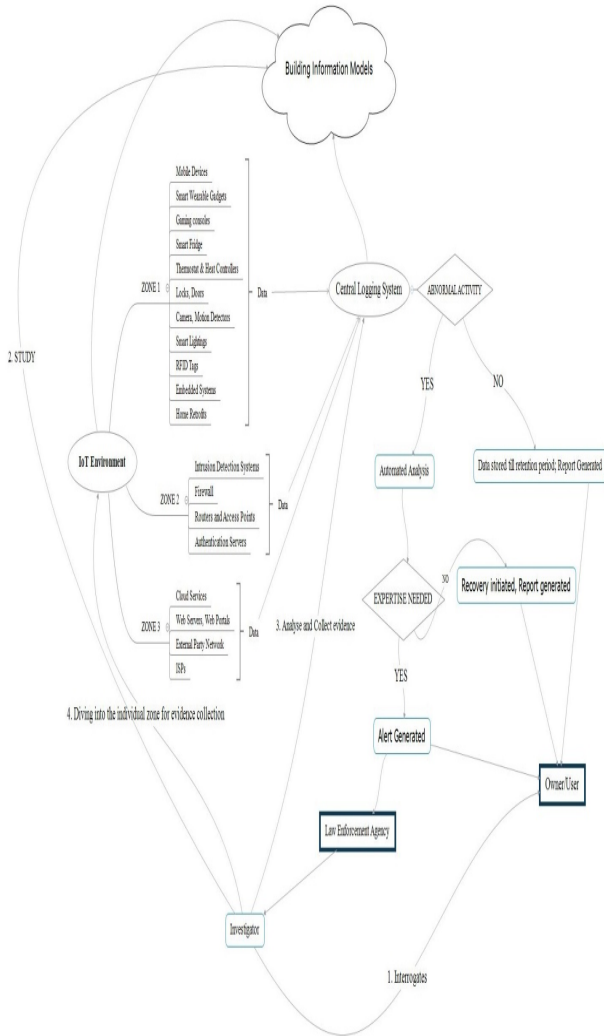 Building Information Models
Mobile Devices
Smart Wearable Gadgets
Gaming consoles
Smart Fridge
Thermostat & Heat Controllers
ZONE 1
Locks, Doors
Camera, Motion Detectors
Smart Lightings
RFID Tags
Embedded Systems
Home Retrofits
Data
Central Logging System
ABNORMAL ACTIVITY
2. STUDY
YES
NO
IoT Environment
Intrusion Detection Systems
ZONE 2
Firewall
Routers and Access Points
Authentication Servers
Data
Automated Analysis
Data stored till retention period; Report Generated
Cloud Services
ZONE 3
Web Servers, Web Portals
External Party Network
ISPs
Data
3. Analyse and Collect evidence
EXPERTISE NEEDED
NO
Recovery initiated, Report generated
YES
4. Diving into the individual zone for evidence collection
Alert Generated
Owner/User
Law Enforcement Agency
Investigator
1. Interrogates